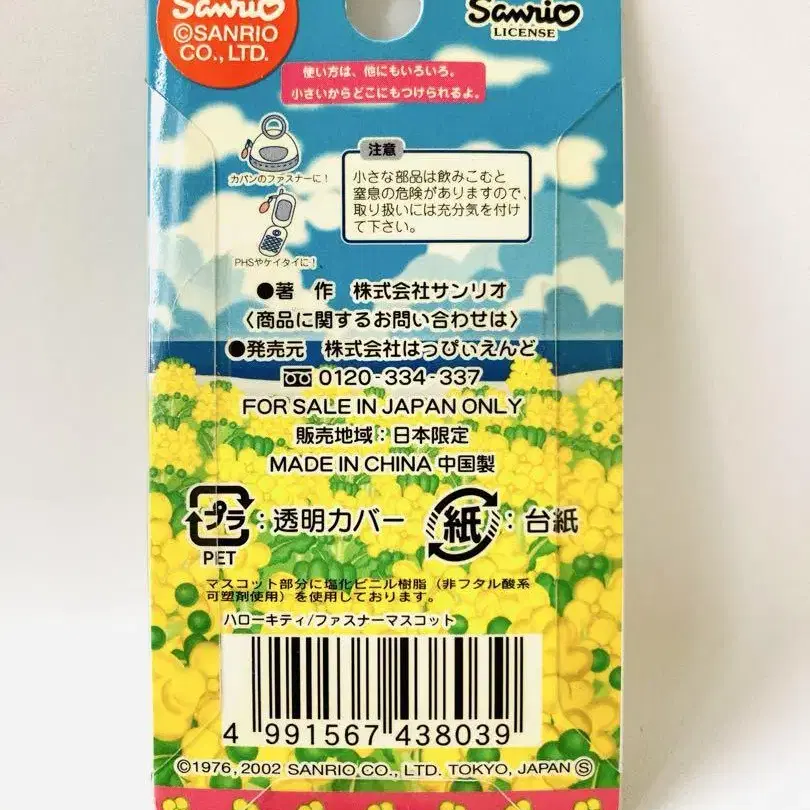 Sanrio
©SANRIO
CO., LTD.
Sanrio
LICENSE
使い方は、他にもいろいろ。
小さいからどこにもつけられるよ。
カバンのファスナーに！
PHSやケイタイに！
注意
小さな部品は飲みこむと
窒息の危険がありますので、
取り扱いには充分気を付け
て下さい。
●著 作 株式会社サンリオ
〈商品に関するお問い合わせは〉
●発売元 株式会社はっぴぃえんど
0120-334-337
FOR SALE IN JAPAN ONLY
販売地域：日本限定
MADE IN CHINA 中国製
プラ：透明カバー 紙：台紙
PET
マスコット部分に塩化ビニル樹脂（非フタル酸系
可塑剤使用）を使用しております。
ハローキティ/ファスナーマスコット
4 991567 438039
©1976, 2002 SANRIO CO., LTD. TOKYO, JAPAN Ⓢ